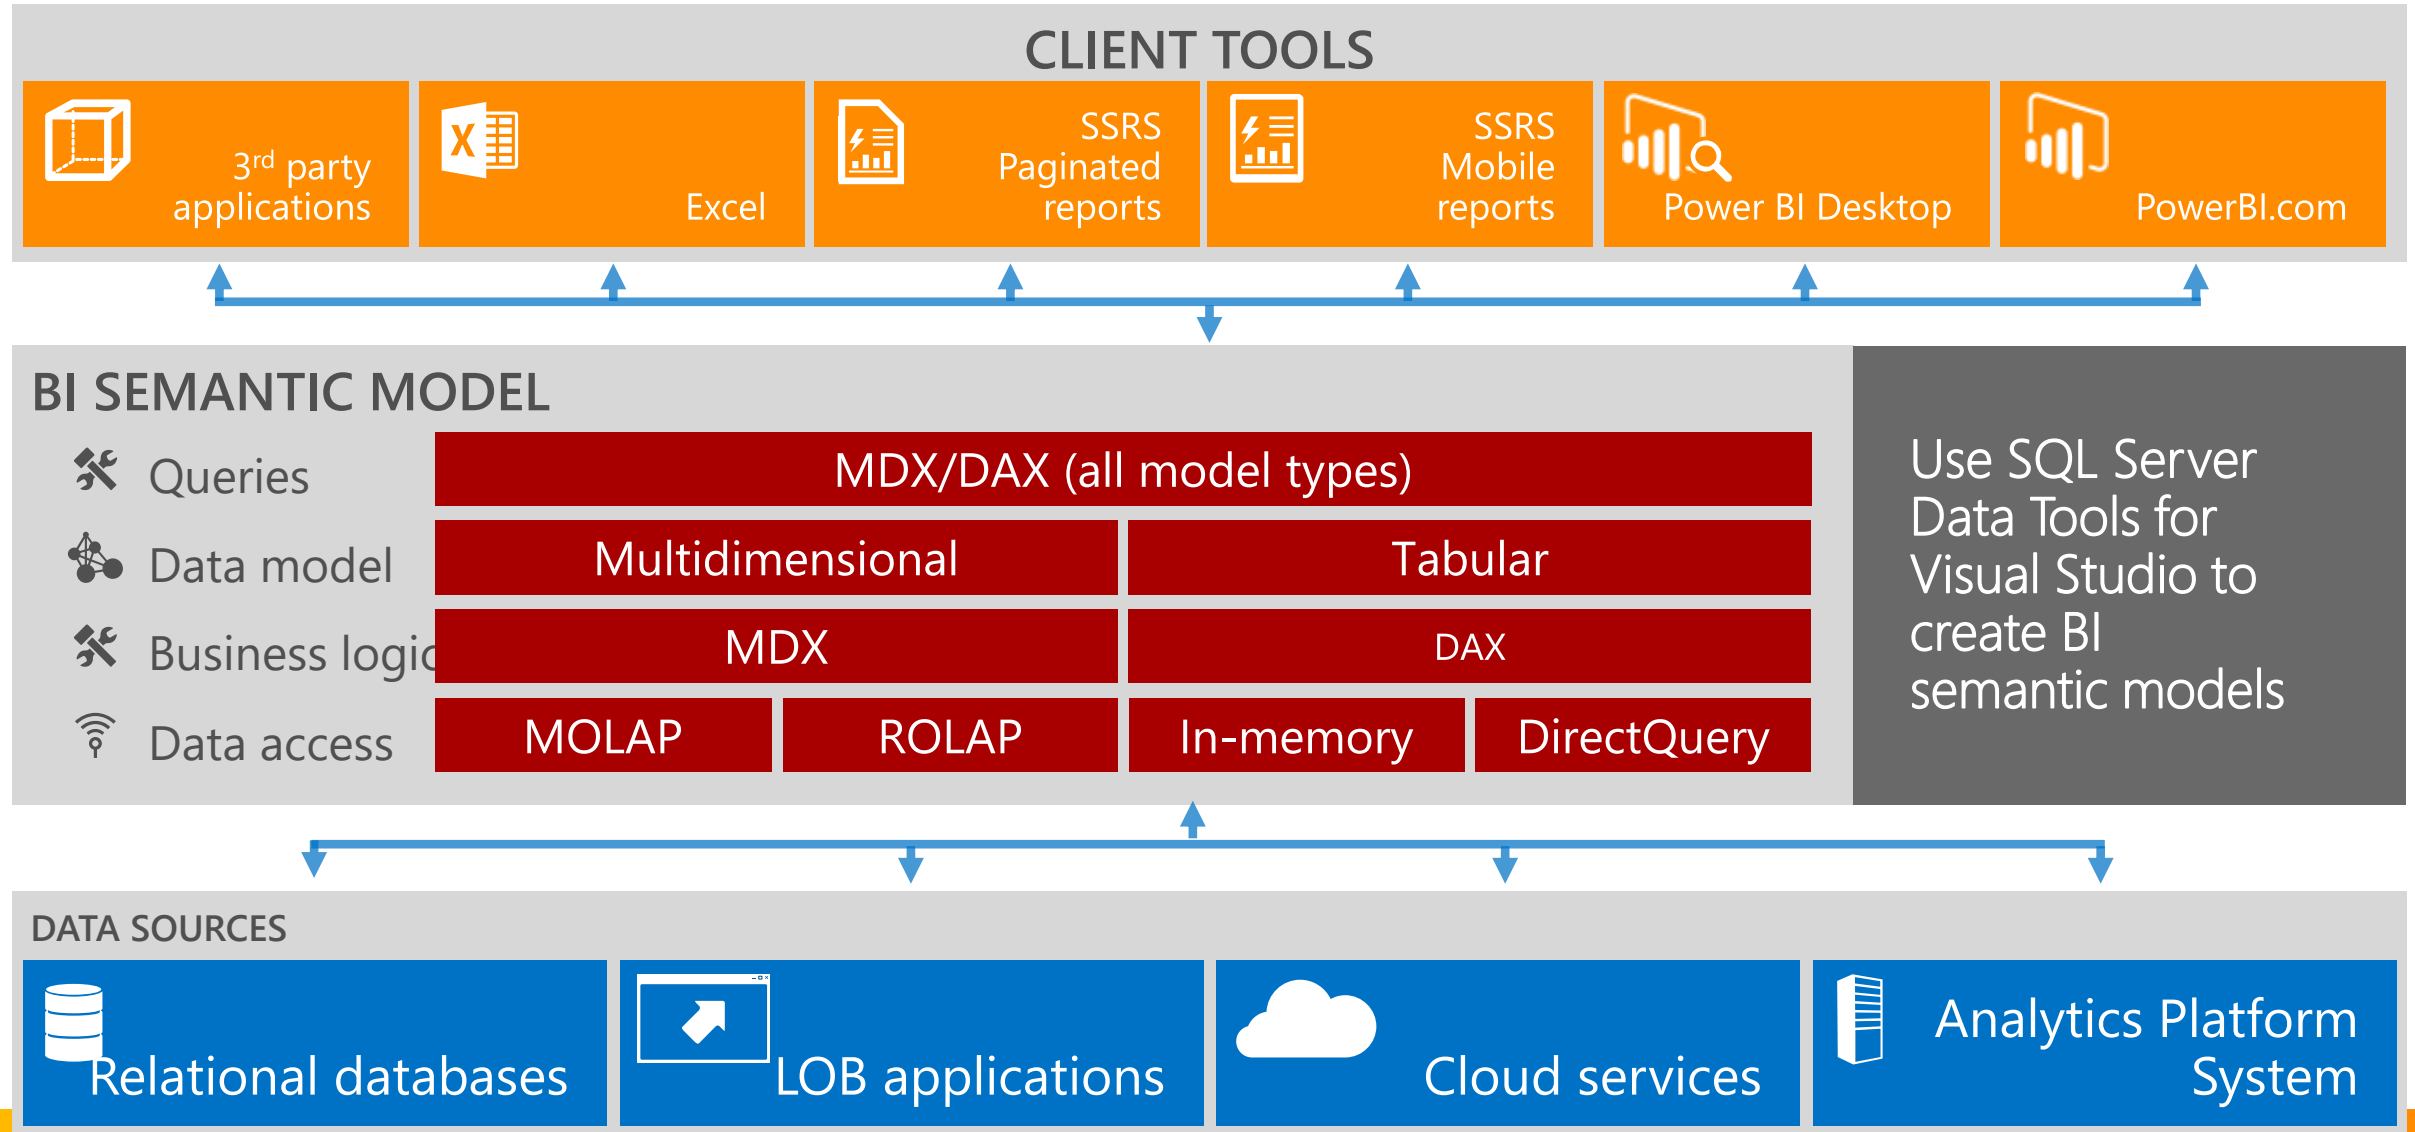 CLIENT TOOLS
3rd party
applications
Excel
SSRS
Paginated
reports
SSRS
Mobile
reports
Power BI Desktop
PowerBI.com
BI SEMANTIC MODEL
Queries
MDX/DAX (all model types)
Data model
Multidimensional
Tabular
Business logic
MDX
DAX
Data access
MOLAP
ROLAP
In-memory
DirectQuery
Use SQL Server
Data Tools for
Visual Studio to
create BI
semantic models
DATA SOURCES
Relational databases
LOB applications
Cloud services
Analytics Platform
System